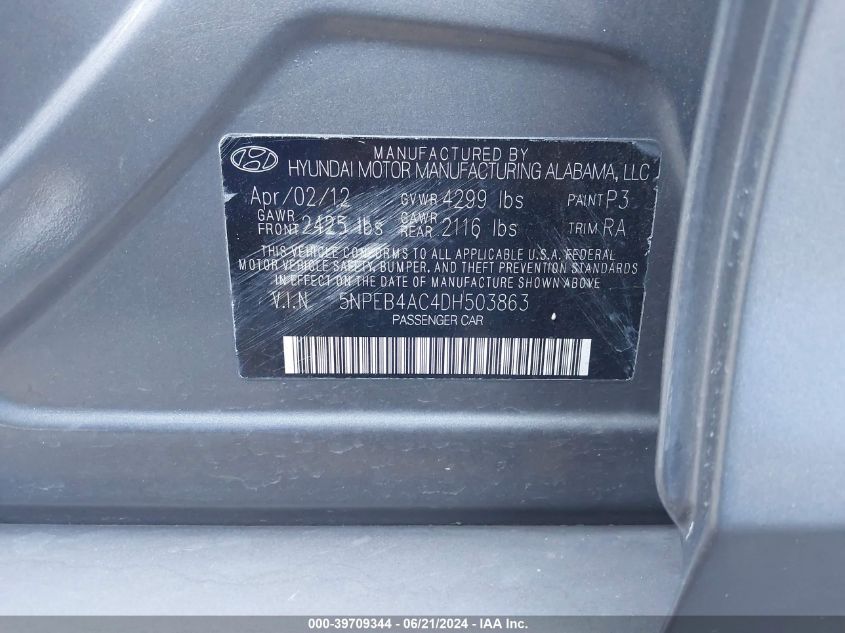 MANUFACTURED BY
HYUNDAI MOTOR MANUFACTURING ALABAMA, LLC
Apr/02/12 GVWR 4299 lbs PAINT P3
GAWR FRONT 2425 lbs GAWR REAR 2116 lbs TRIM RA
THIS VEHICLE CONFORMS TO ALL APPLICABLE U.S.A. FEDERAL
MOTOR VEHICLE SAFETY, BUMPER, AND THEFT PREVENTION STANDARDS
IN EFFECT ON THE DATE OF MANUFACTURE SHOWN ABOVE.
V.I.N. 5NPEB4AC4DH503863
PASSENGER CAR
000-39709344 - 06/21/2024 - IAA Inc.